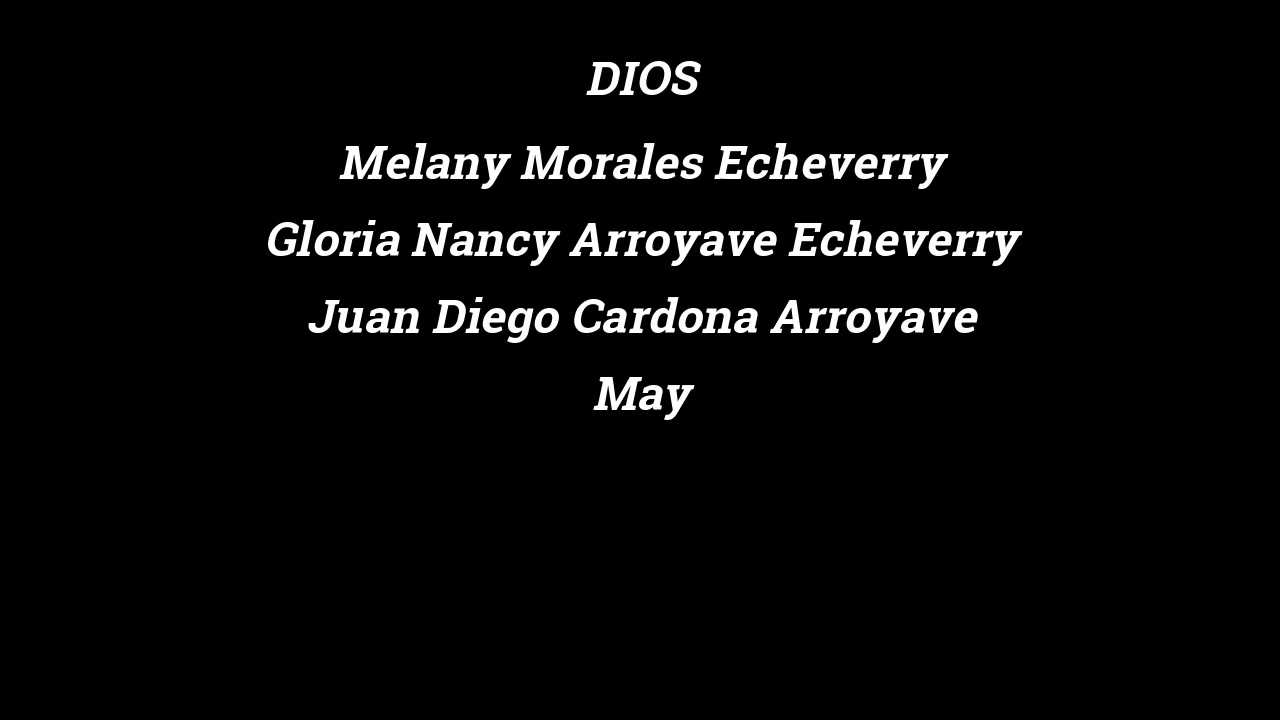 DIOS
Melany Morales Echeverry
Gloria Nancy Arroyave Echeverry
Juan Diego Cardona Arroyave
May